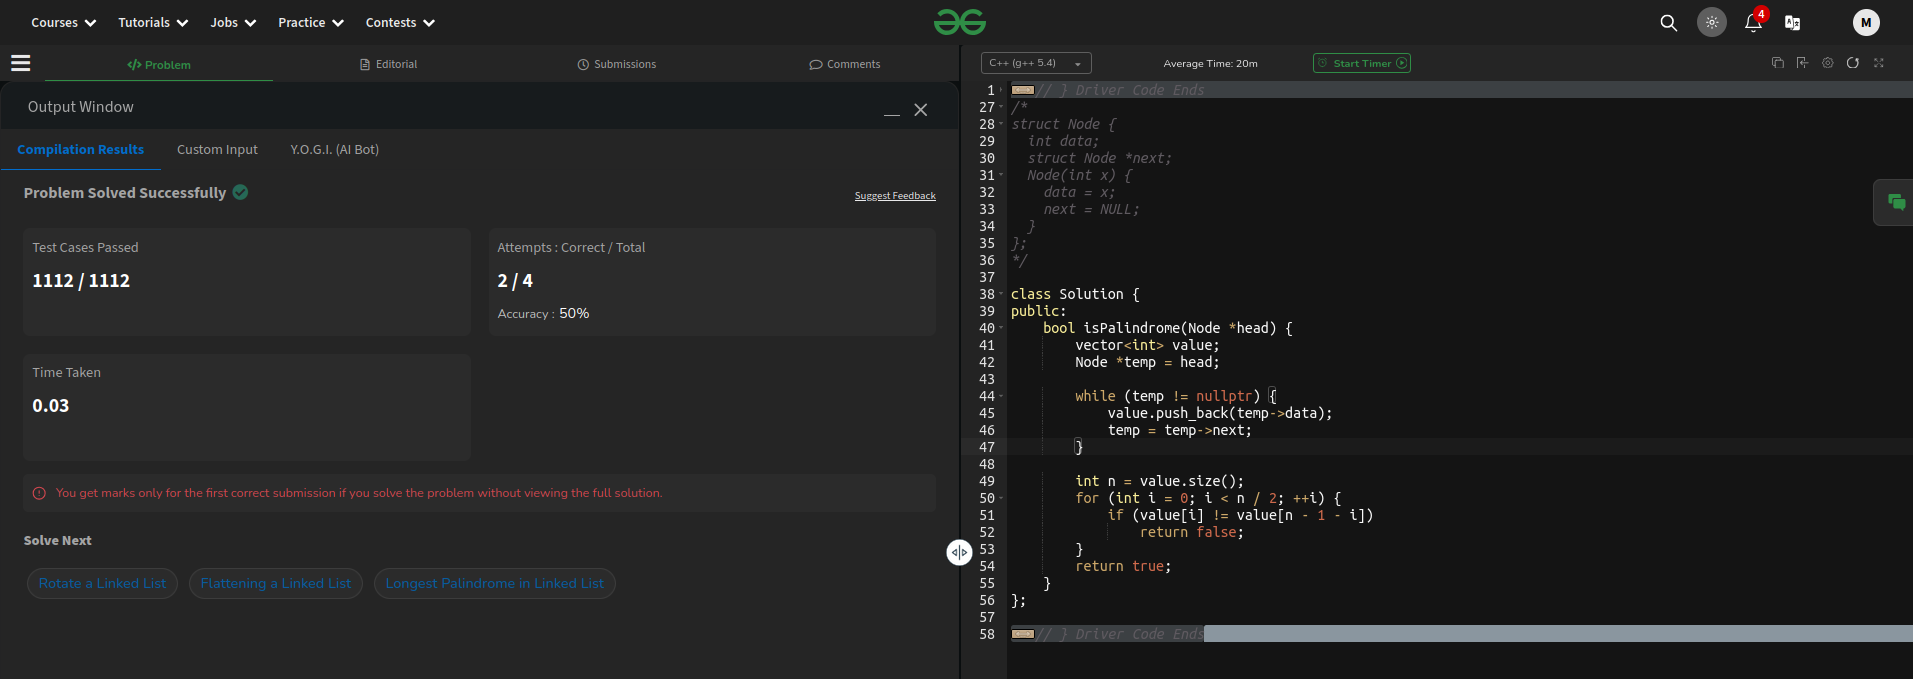 Courses Tutorials Jobs Practice Contests 4 M
Problem Editorial Submissions Comments
C++ (g++ 5.4) Average Time: 20m Start Timer
Output Window
Compilation Results Custom Input Y.O.G.I. (AI Bot)
Problem Solved Successfully
Suggest Feedback
Test Cases Passed
1112 / 1112
Attempts : Correct / Total
2 / 4
Accuracy : 50%
Time Taken
0.03
You get marks only for the first correct submission if you solve the problem without viewing the full solution.
Solve Next
Rotate a Linked List Flattening a Linked List Longest Palindrome in Linked List
1 // } Driver Code Ends
27 /*
28 struct Node {
29   int data;
30   struct Node *next;
31   Node(int x) {
32     data = x;
33     next = NULL;
34   }
35 };
36 */
37
38 class Solution {
39 public:
40     bool isPalindrome(Node *head) {
41         vector<int> value;
42         Node *temp = head;
43
44         while (temp != nullptr) {
45             value.push_back(temp->data);
46             temp = temp->next;
47         }
48
49         int n = value.size();
50         for (int i = 0; i < n / 2; ++i) {
51             if (value[i] != value[n - 1 - i])
52                 return false;
53         }
54         return true;
55     }
56 };
57
58 // } Driver Code Ends